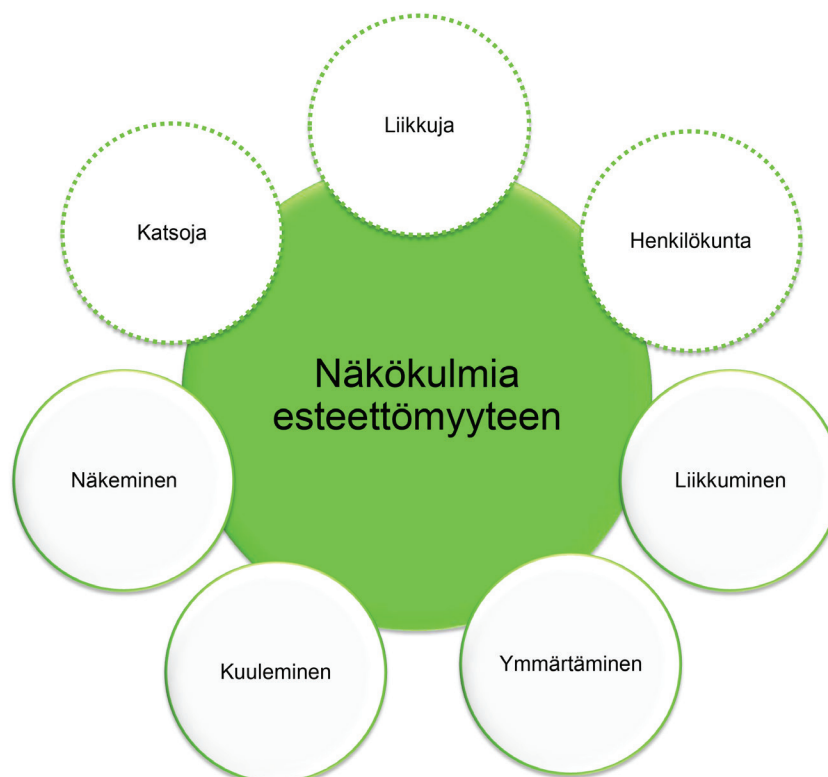 Liikkuja
Katsoja
Henkilökunta
Näkökulmia
esteettömyyteen
Näkeminen
Liikkuminen
Kuuleminen
Ymmärtäminen